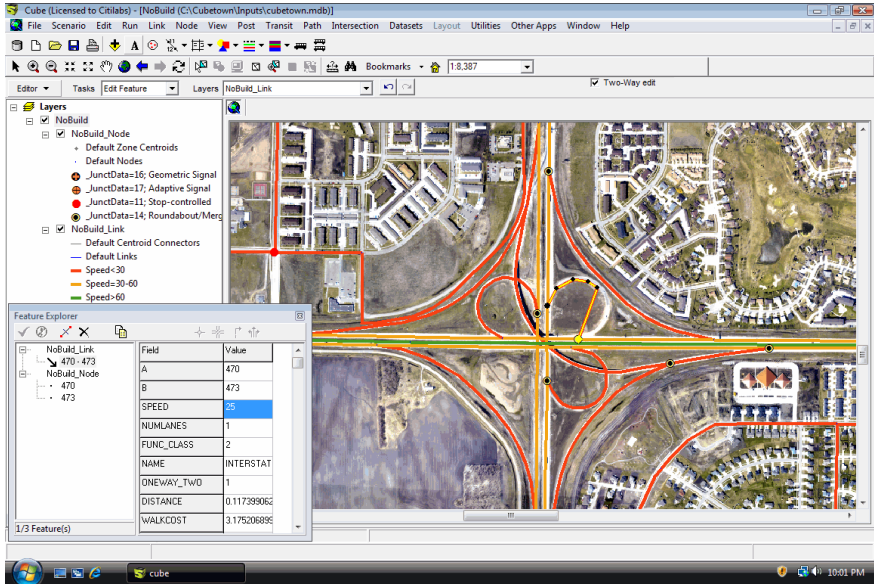 Cube (Licensed to Citilabs) - [NoBuild (C:\Cubetown\Inputs\cubetown.mdb)]
File Scenario Edit Run Link Node View Post Transit Path Intersection Datasets Layout Utilities Other Apps Window Help
A
Bookmarks 1:8,387
Editor Tasks Edit Feature Layers NoBuild_Link Two-Way edit
Layers
NoBuild
NoBuild_Node
Default Zone Centroids
Default Nodes
_JunctData=16; Geometric Signal
_JunctData=17; Adaptive Signal
_JunctData=11; Stop-controlled
_JunctData=14; Roundabout/Merg
NoBuild_Link
Default Centroid Connectors
Default Links
Speed<30
Speed=30-60
Speed>60
Feature Explorer
NoBuild_Link
470 - 473
NoBuild_Node
470
473
Field Value
A 470
B 473
SPEED 25
NUMLANES 1
FUNC_CLASS 2
NAME INTERSTAT
ONEWAY_TWO 1
DISTANCE 0.117399062
WALKCOST 3.175206899
1/3 Feature(s)
cube
10:01 PM